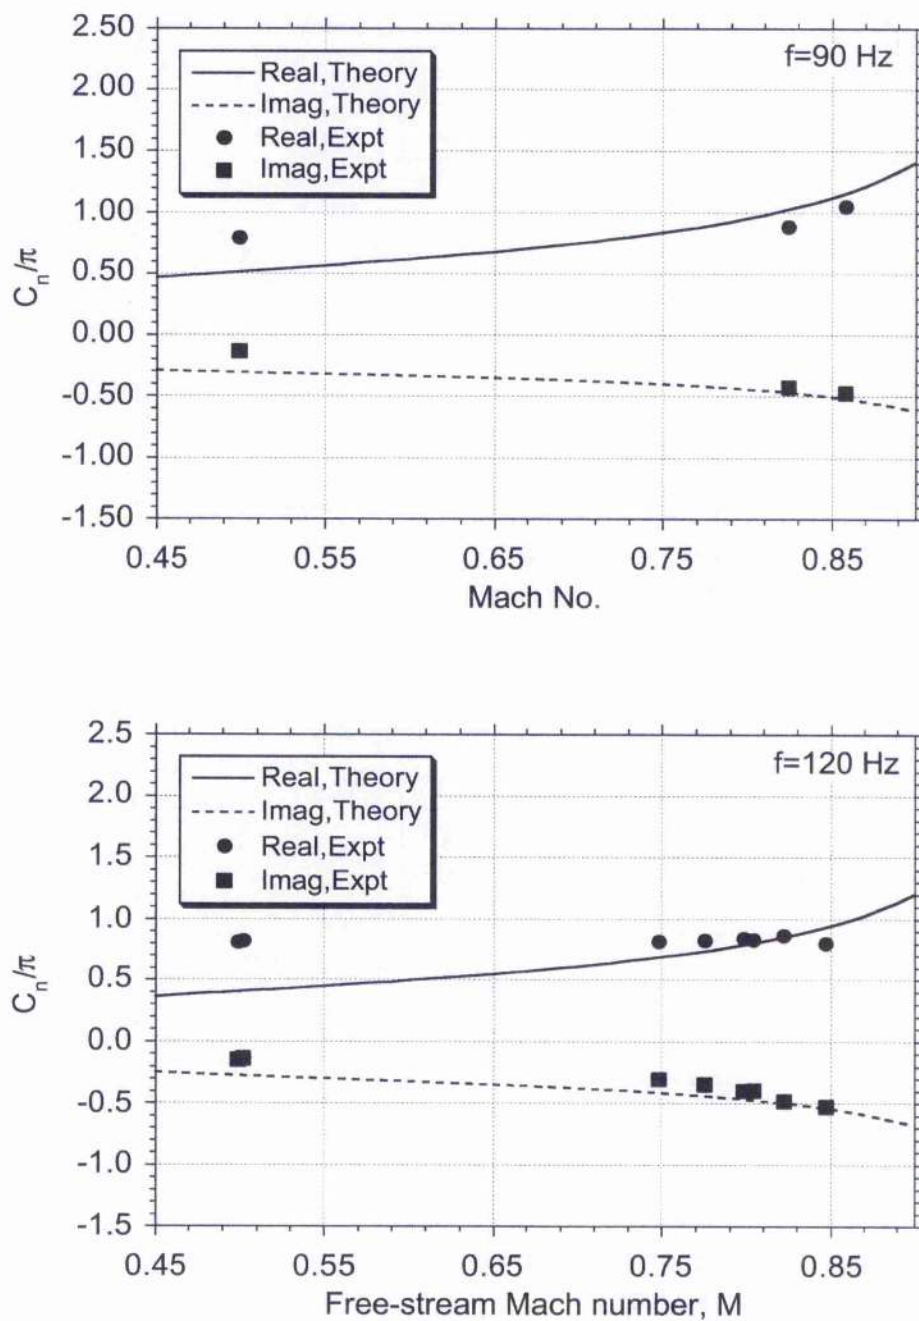 2.50
2.00
1.50
1.00
0.50
0.00
-0.50
-1.00
-1.50
Cn/π
f=90 Hz
Real,Theory
Imag,Theory
Real,Expt
Imag,Expt
0.45 0.55 0.65 0.75 0.85
Mach No.
2.5
2.0
1.5
1.0
0.5
0.0
-0.5
-1.0
-1.5
Cn/π
f=120 Hz
Real,Theory
Imag,Theory
Real,Expt
Imag,Expt
0.45 0.55 0.65 0.75 0.85
Free-stream Mach number, M